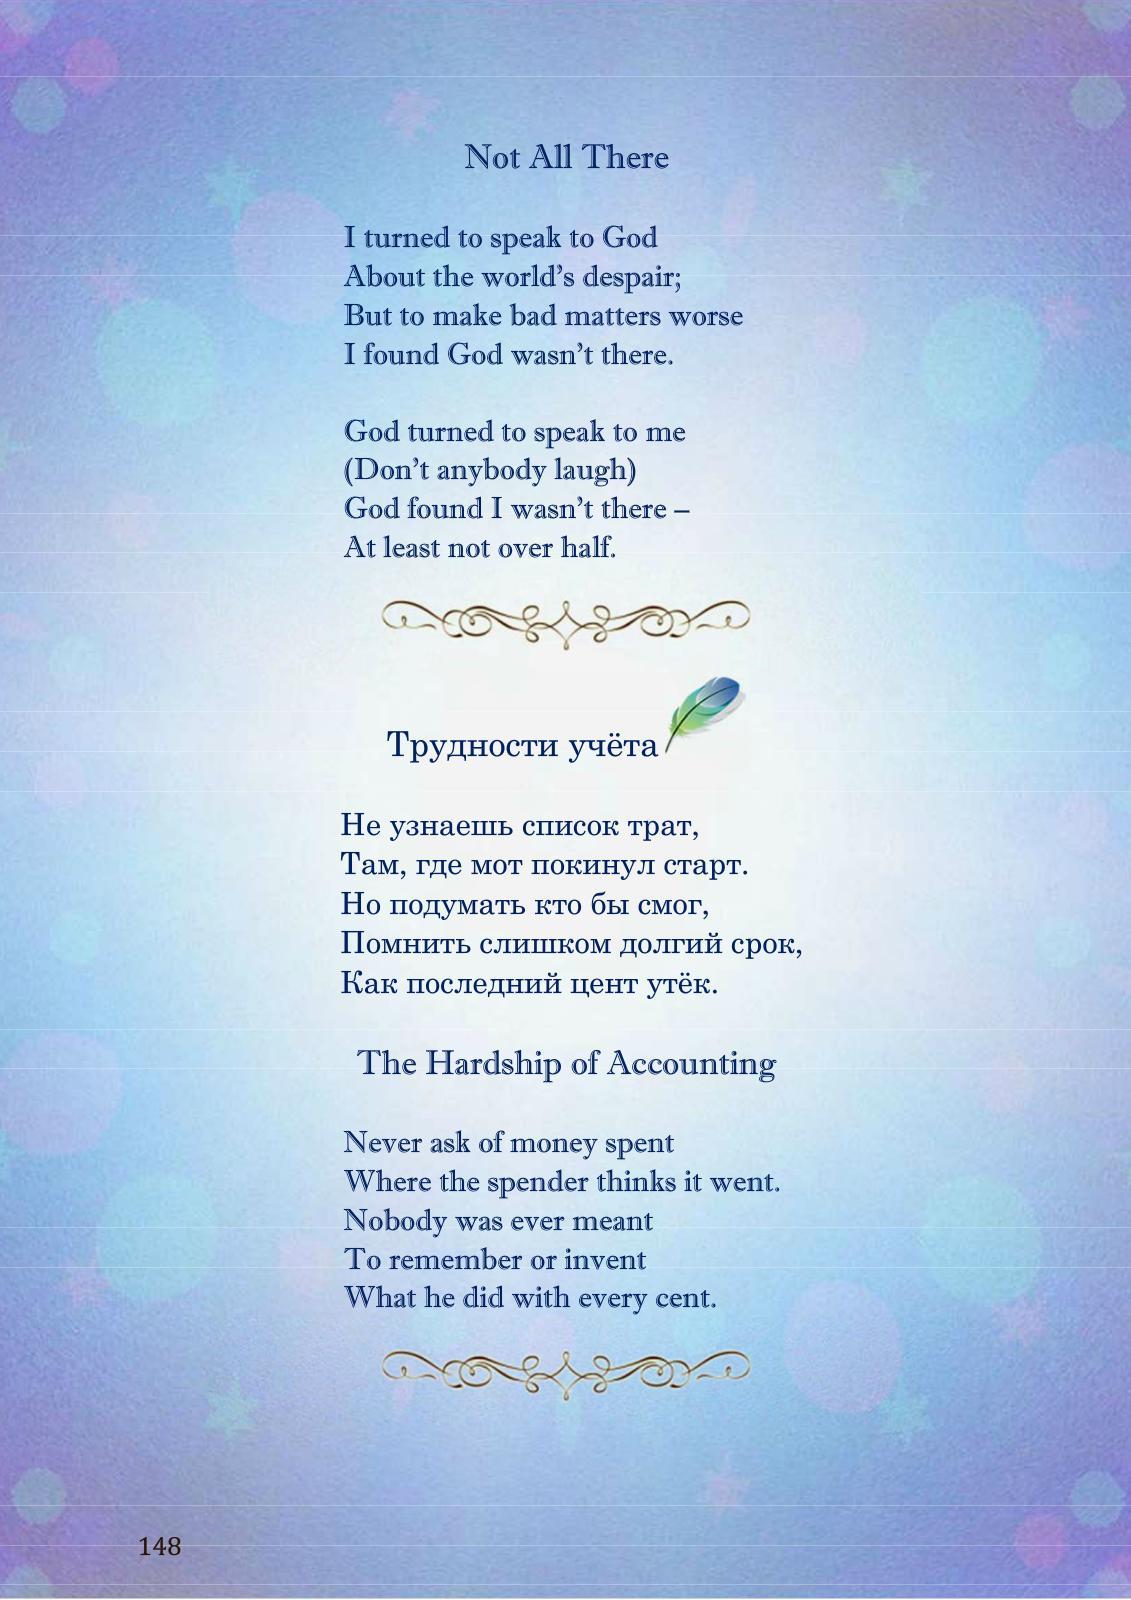 Not All There
I turned to speak to God
About the world’s despair;
But to make bad matters worse
I found God wasn’t there.
God turned to speak to me
(Don’t anybody laugh)
God found I wasn’t there –
At least not over half.
Трудности учёта
Не узнаешь список трат,
Там, где мот покинул старт.
Но подумать кто бы смог,
Помнить слишком долгий срок,
Как последний цент утёк.
The Hardship of Accounting
Never ask of money spent
Where the spender thinks it went.
Nobody was ever meant
To remember or invent
What he did with every cent.
148